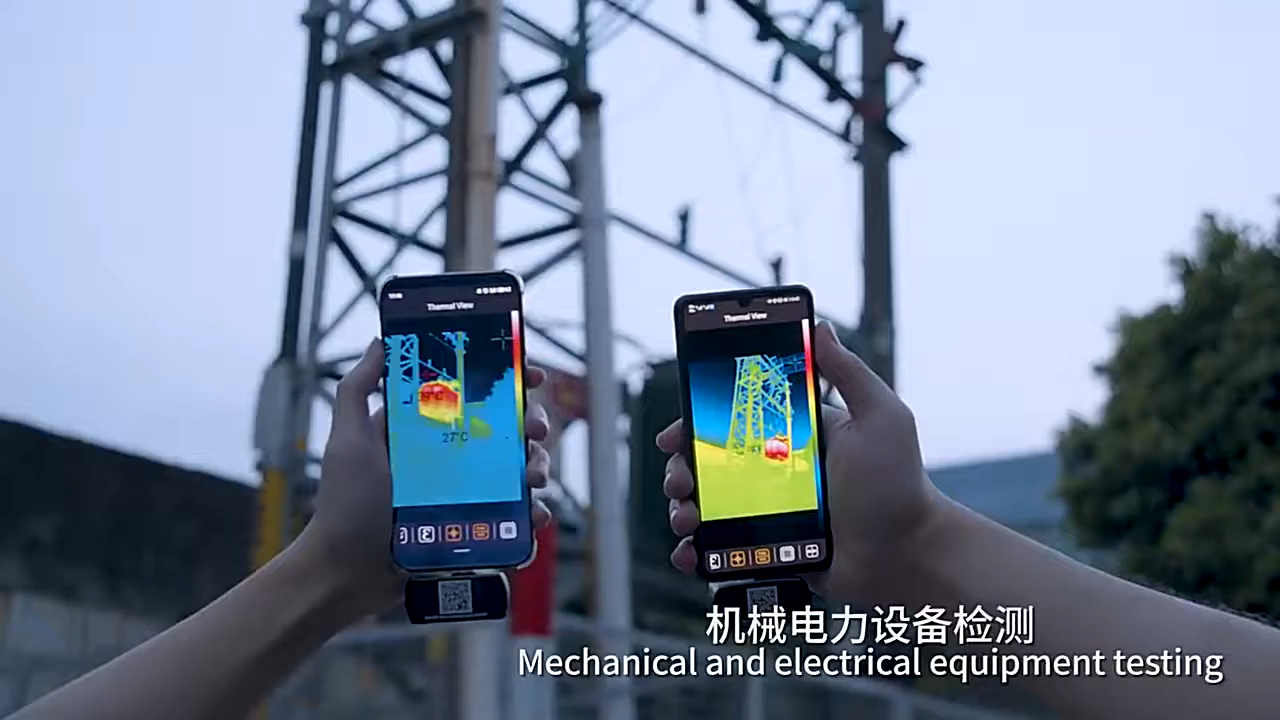 Thermal View
27°C
Thermal View
机械电力设备检测
Mechanical and electrical equipment testing